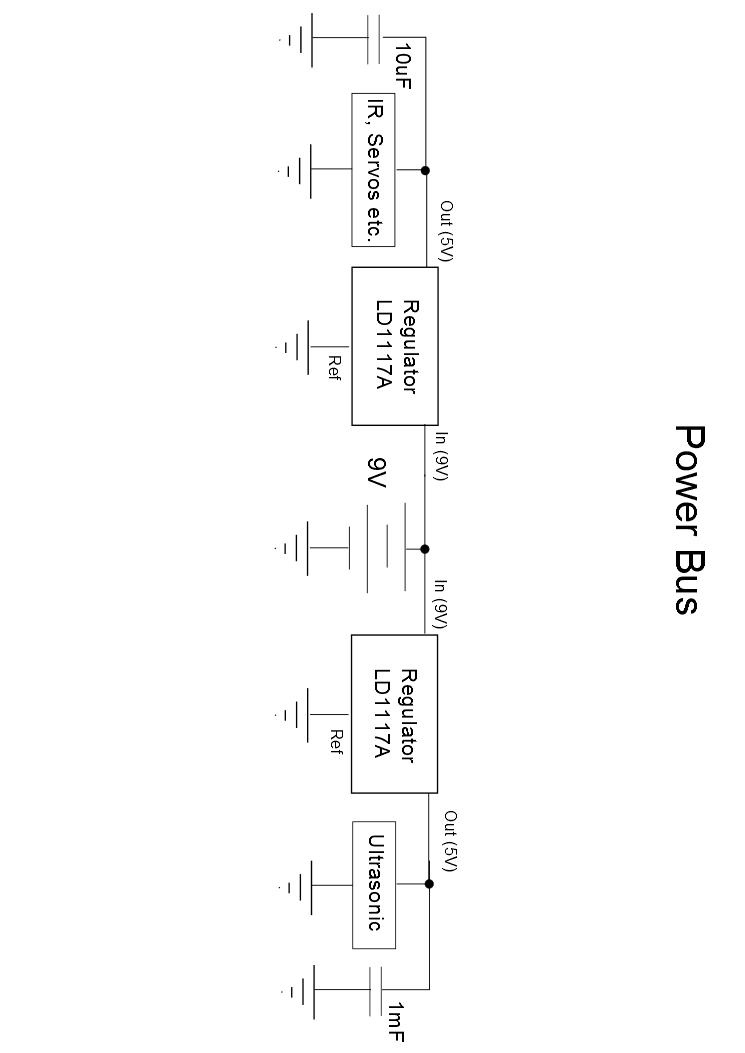 Power Bus
10uF
IR, Servos etc.
Out (5V)
Regulator
LD1117A
Ref
In (9V)
9V
In (9V)
Regulator
LD1117A
Ref
Out (5V)
Ultrasonic
1mF